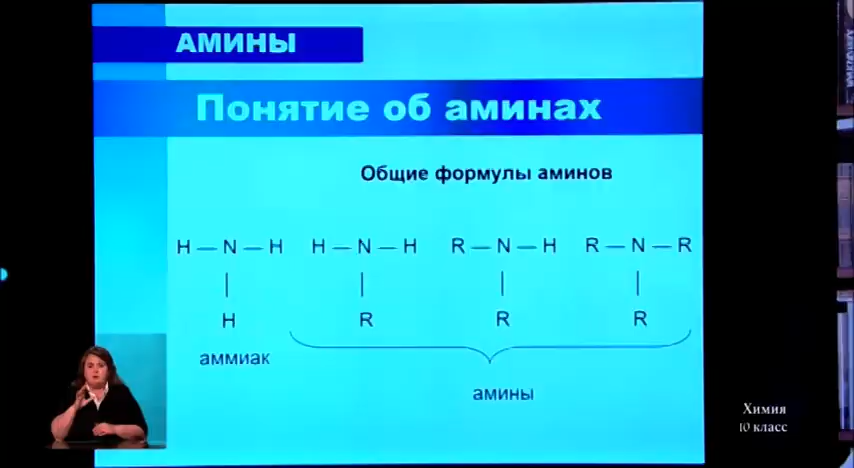 АМИНЫ
Понятие об аминах
Общие формулы аминов
H — N — H H — N — H R — N — H R — N — R
| | | |
H R R R
аммиак
амины
Химия
10 класс